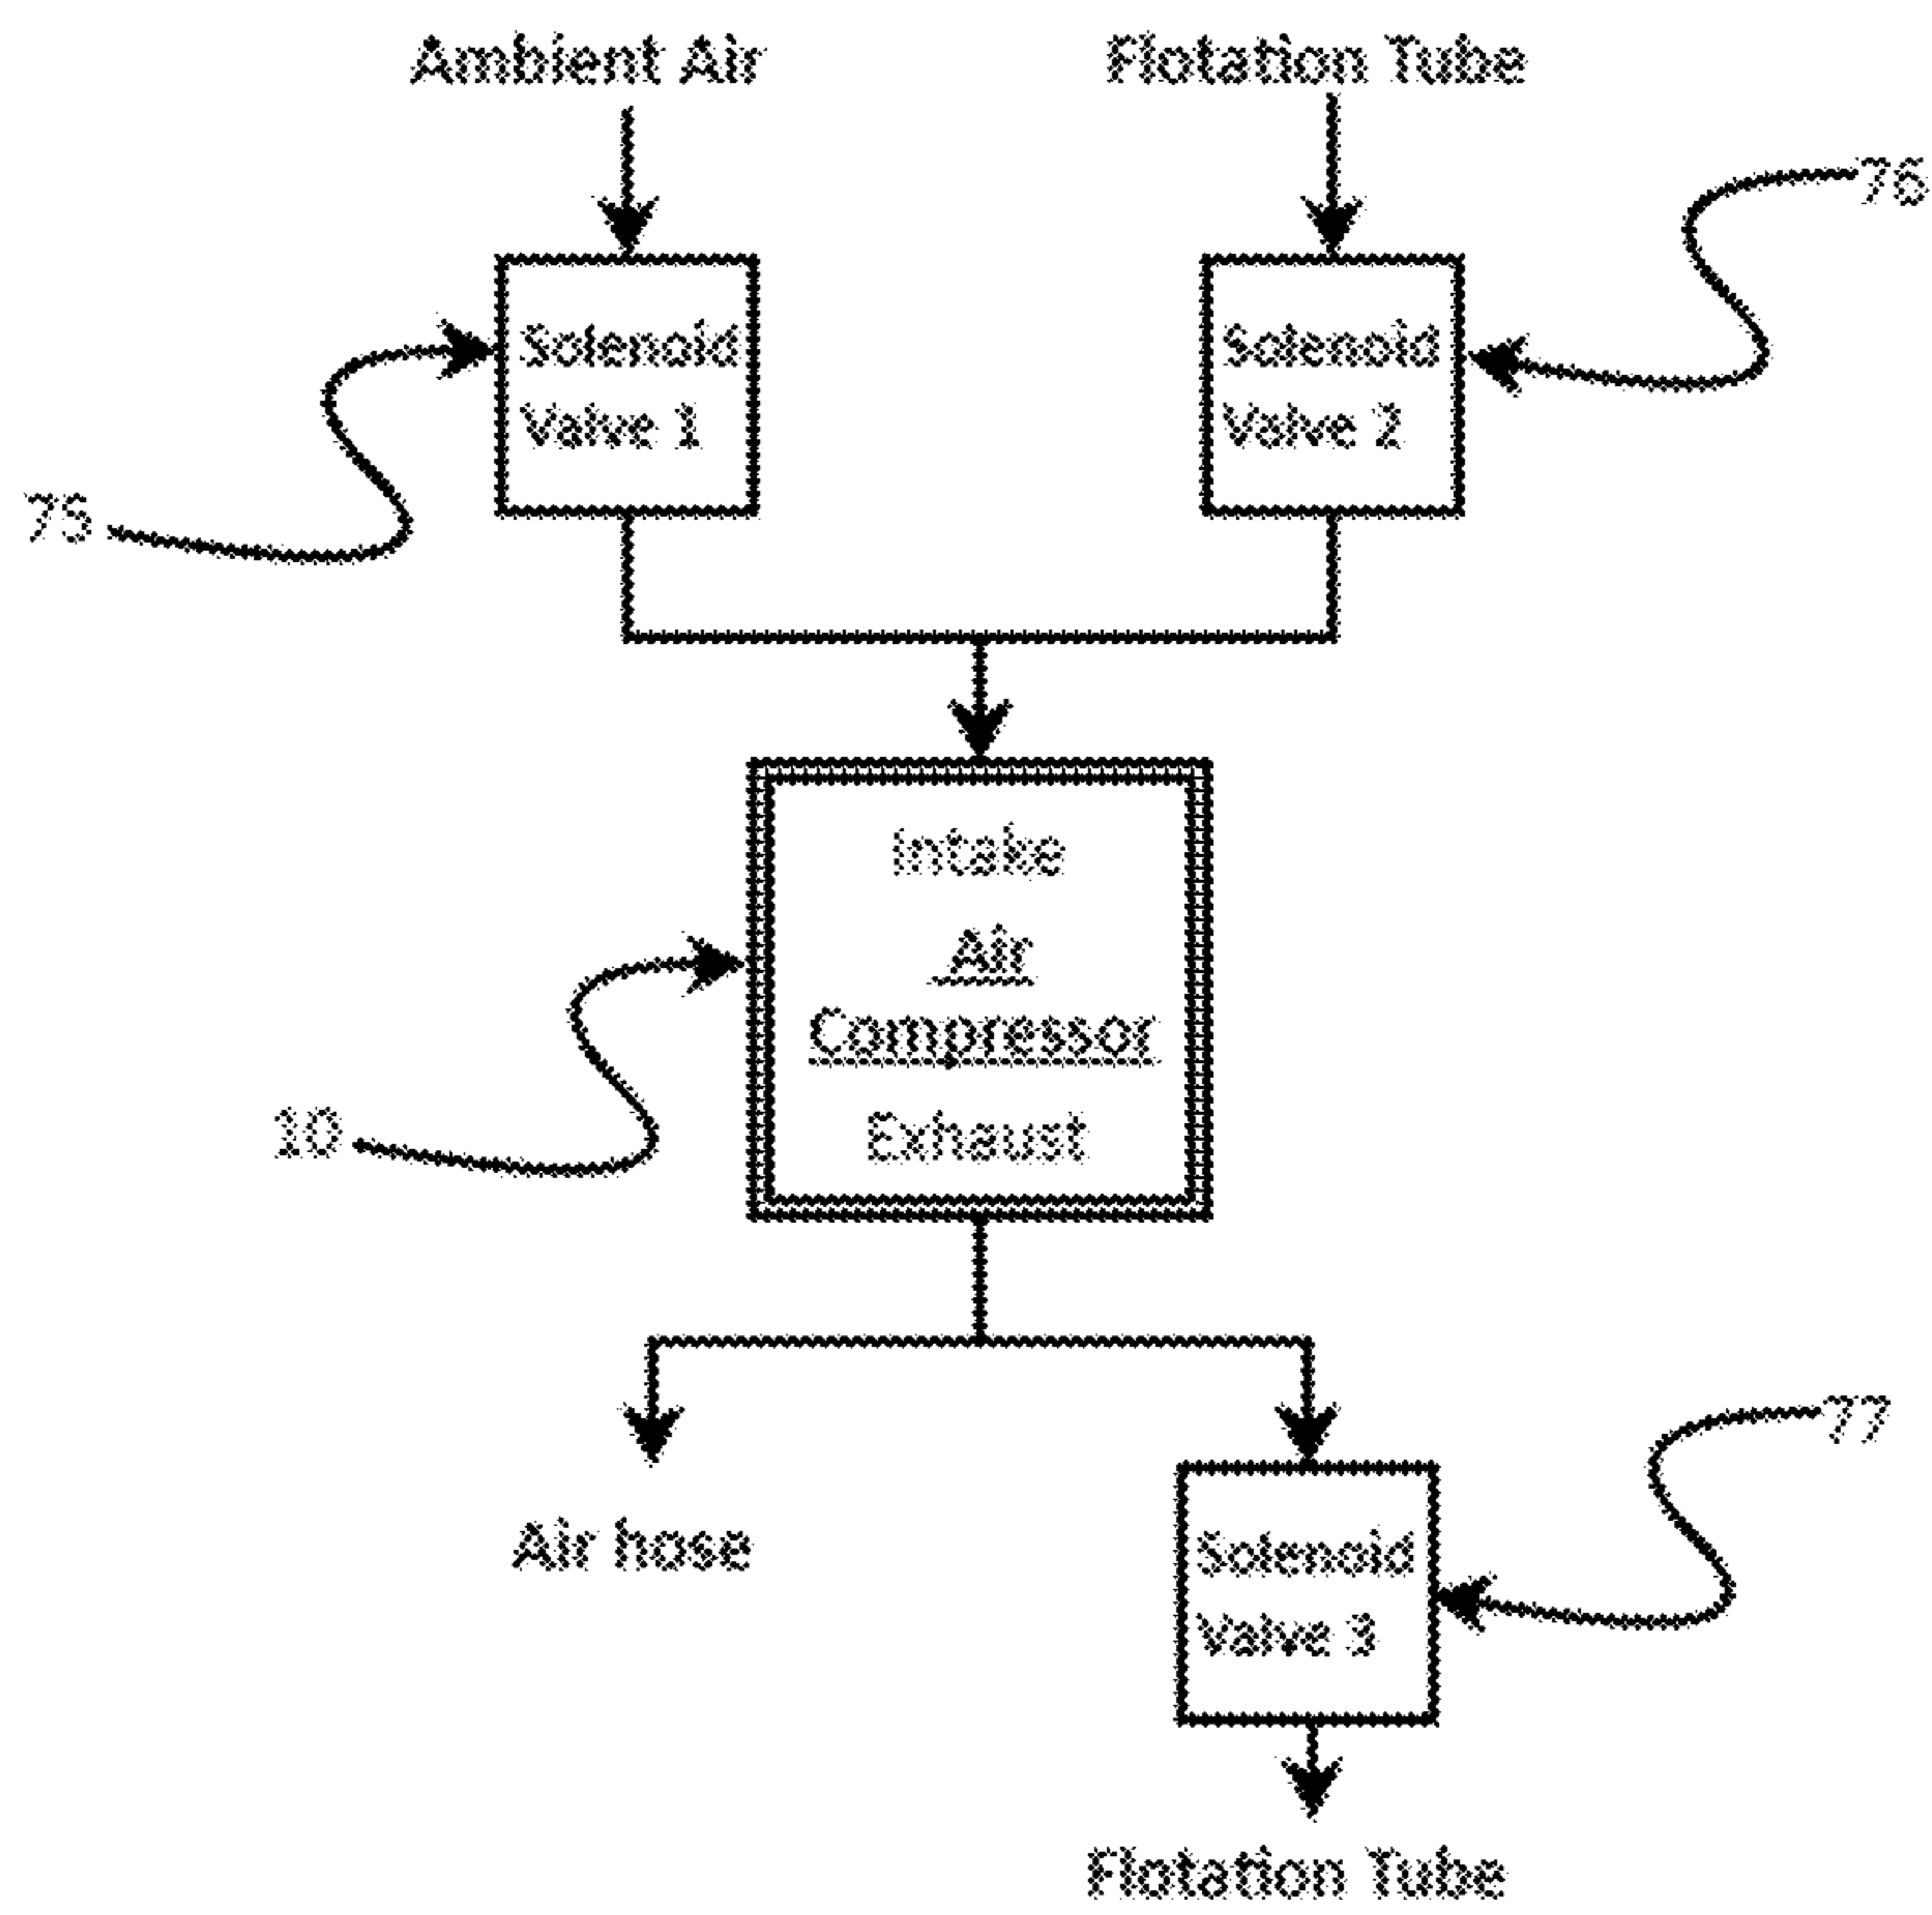 Ambient Air
Flotation Tube
76
Solenoid
Valve 1
Solenoid
Valve 2
75
Intake
Air
Compressor
Exhaust
10
77
Air hose
Solenoid
Valve 3
Flotation Tube